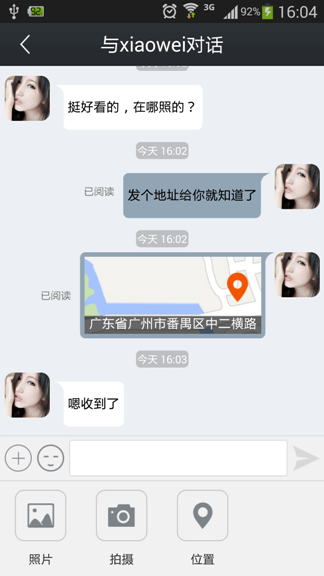 92
3G
92%
16:04
与xiaowei对话
挺好看的，在哪照的？
今天 16:02
已阅读
发个地址给你就知道了
今天 16:02
已阅读
广东省广州市番禺区中二横路
今天 16:03
嗯收到了
照片
拍摄
位置